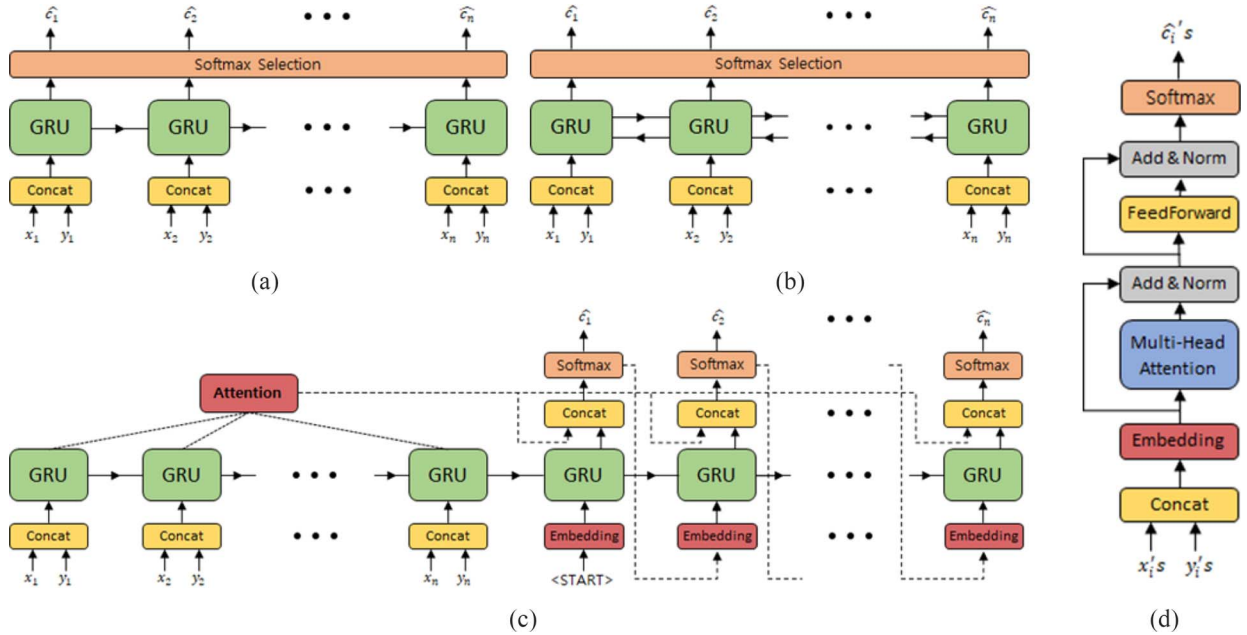 ĉ₁ ĉ₂ • • • ĉₙ
Softmax Selection
GRU GRU • • • GRU
Concat Concat • • • Concat
x₁ y₁ x₂ y₂ xₙ yₙ
(a)
ĉ₁ ĉ₂ • • • ĉₙ
Softmax Selection
GRU GRU • • • GRU
Concat Concat • • • Concat
x₁ y₁ x₂ y₂ xₙ yₙ
(b)
ĉ₁ ĉ₂ • • • ĉₙ
Softmax Softmax Softmax
Attention
Concat Concat • • • Concat
GRU GRU • • • GRU GRU GRU • • • GRU
Concat Concat • • • Concat Embedding Embedding • • • Embedding
x₁ y₁ x₂ y₂ xₙ yₙ <START>
(c)
ĉᵢ's
Softmax
Add & Norm
FeedForward
Add & Norm
Multi-Head
Attention
Embedding
Concat
xᵢ's yᵢ's
(d)